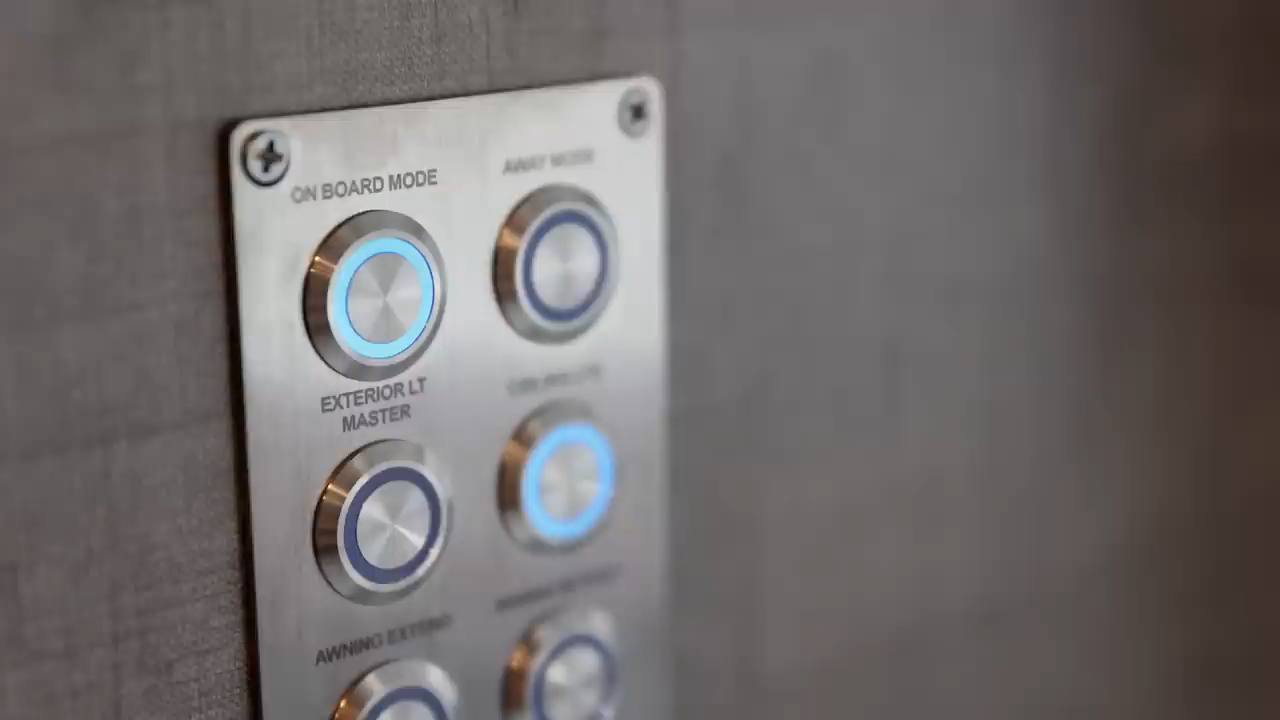 ON BOARD MODE
AWAY MODE
EXTERIOR LT
MASTER
AWNING EXTEND